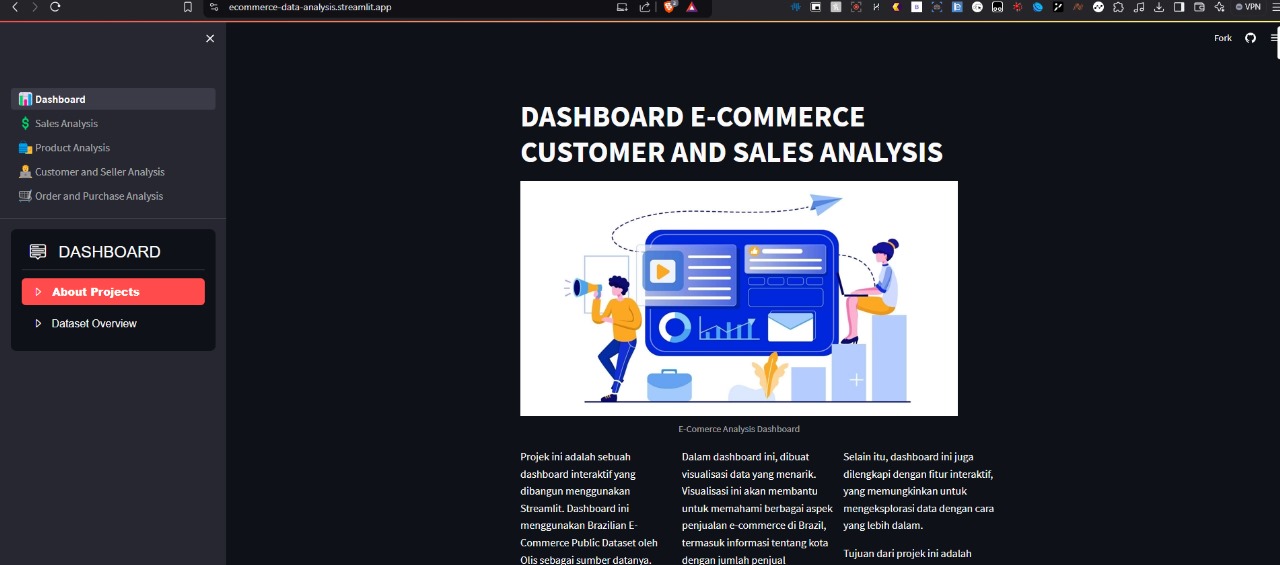 ecommerce-data-analysis.streamlit.app
VPN
Fork
Dashboard
Sales Analysis
Product Analysis
Customer and Seller Analysis
Order and Purchase Analysis
DASHBOARD
About Projects
Dataset Overview
DASHBOARD E-COMMERCE
CUSTOMER AND SALES ANALYSIS
E-Comerce Analysis Dashboard
Projek ini adalah sebuah
dashboard interaktif yang
dibangun menggunakan
Streamlit. Dashboard ini
menggunakan Brazilian E-
Commerce Public Dataset oleh
Olis sebagai sumber datanya.
Dalam dashboard ini, dibuat
visualisasi data yang menarik.
Visualisasi ini akan membantu
untuk memahami berbagai aspek
penjualan e-commerce di Brazil,
termasuk informasi tentang kota
dengan jumlah penjual
Selain itu, dashboard ini juga
dilengkapi dengan fitur interaktif,
yang memungkinkan untuk
mengeksplorasi data dengan cara
yang lebih dalam.
Tujuan dari projek ini adalah